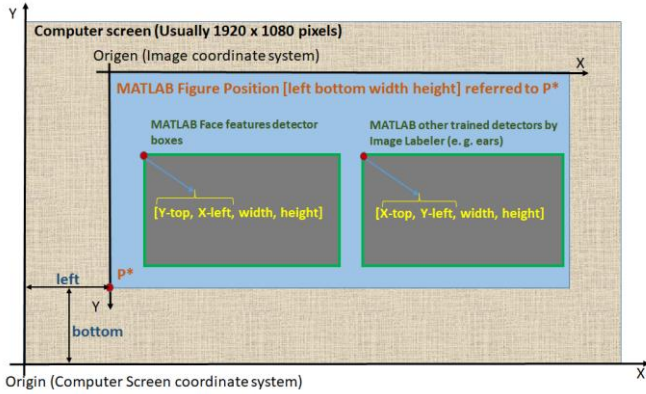 Y
Computer screen (Usually 1920 x 1080 pixels)
Origen (Image coordinate system)
X
MATLAB Figure Position [left bottom width height] referred to P*
MATLAB Face features detector
boxes
MATLAB other trained detectors by
Image Labeler (e. g. ears)
[Y-top, X-left, width, height]
[X-top, Y-left, width, height]
left
P*
Y
bottom
X
Origin (Computer Screen coordinate system)